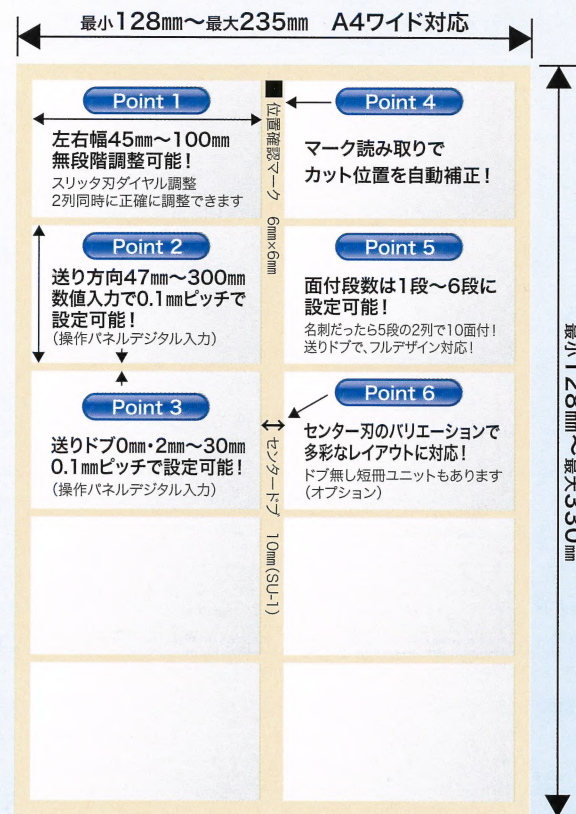 最小128mm～最大235mm　A4ワイド対応
Point 1
左右幅45mm～100mm
無段階調整可能！
スリッタ刃ダイヤル調整
2列同時に正確に調整できます
位置確認マーク　6mm×6mm
Point 4
マーク読み取りで
カット位置を自動補正！
Point 2
送り方向47mm～300mm
数値入力で0.1mmピッチで
設定可能！
（操作パネルデジタル入力）
Point 5
面付段数は1段～6段に
設定可能！
名刺だったら5段の2列で10面付！
送りドブで、フルデザイン対応！
Point 3
送りドブ0mm・2mm～30mm
0.1mmピッチで設定可能！
（操作パネルデジタル入力）
センタードブ　10mm(SU-1)
Point 6
センター刃のバリエーションで
多彩なレイアウトに対応！
ドブ無し短冊ユニットもあります
（オプション）
最小128mm～最大330mm